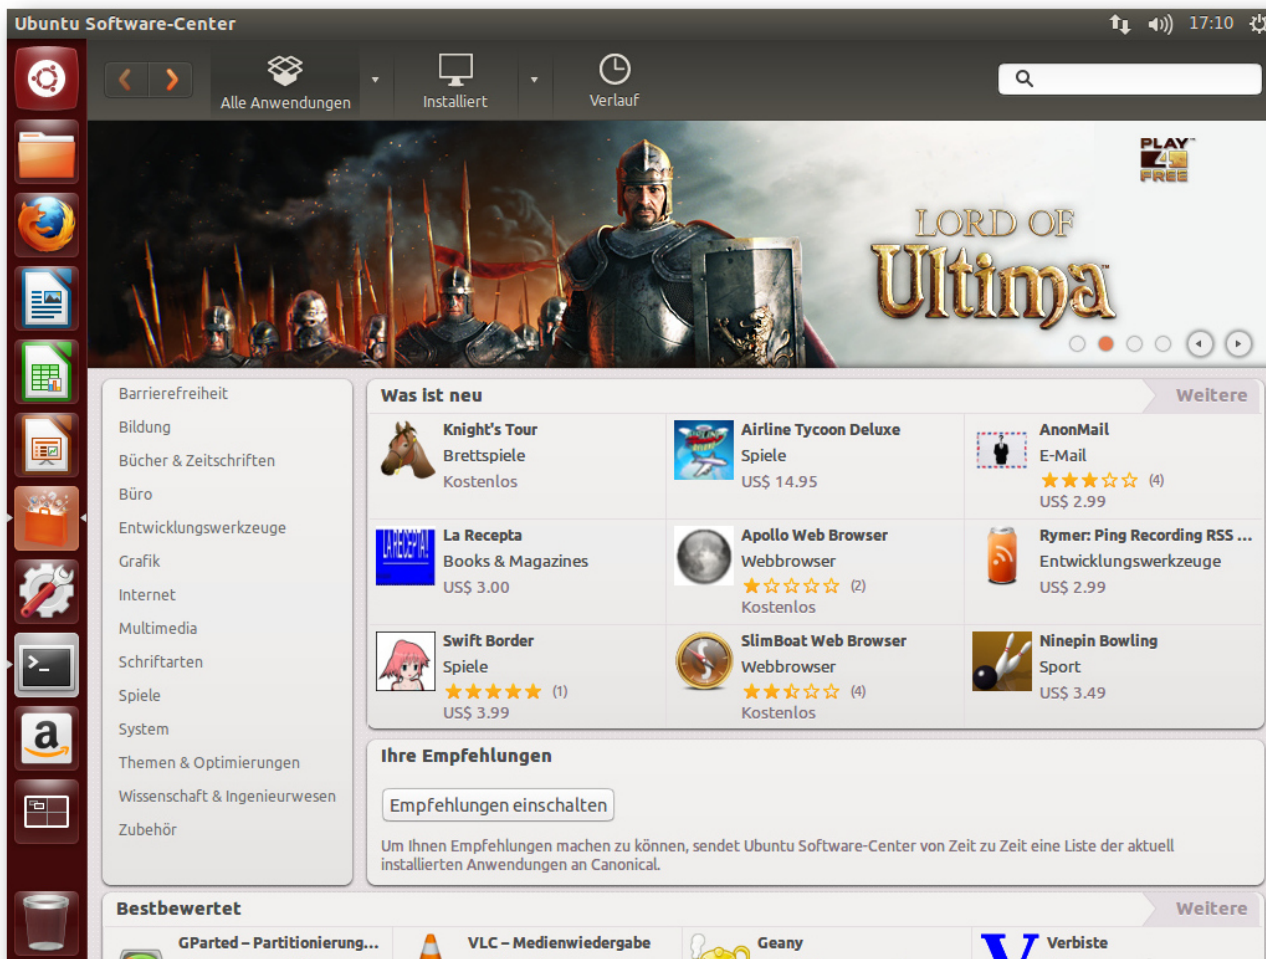 Ubuntu Software-Center
17:10
Alle Anwendungen
Installiert
Verlauf
PLAY
4
FREE
LORD OF
Ultima
Barrierefreiheit
Bildung
Bücher & Zeitschriften
Büro
Entwicklungswerkzeuge
Grafik
Internet
Multimedia
Schriftarten
Spiele
System
Themen & Optimierungen
Wissenschaft & Ingenieurwesen
Zubehör
Was ist neu
Weitere
Knight's Tour
Brettspiele
Kostenlos
Airline Tycoon Deluxe
Spiele
US$ 14.95
AnonMail
E-Mail
(4)
US$ 2.99
LA RECEPTA!
La Recepta
Books & Magazines
US$ 3.00
Apollo Web Browser
Webbrowser
(2)
Kostenlos
Rymer: Ping Recording RSS ...
Entwicklungswerkzeuge
US$ 2.99
Swift Border
Spiele
(1)
US$ 3.99
SlimBoat Web Browser
Webbrowser
(4)
Kostenlos
Ninepin Bowling
Sport
US$ 3.49
Ihre Empfehlungen
Empfehlungen einschalten
Um Ihnen Empfehlungen machen zu können, sendet Ubuntu Software-Center von Zeit zu Zeit eine Liste der aktuell
installierten Anwendungen an Canonical.
Bestbewertet
Weitere
GParted – Partitionierung...
VLC – Medienwiedergabe
Geany
Verbiste